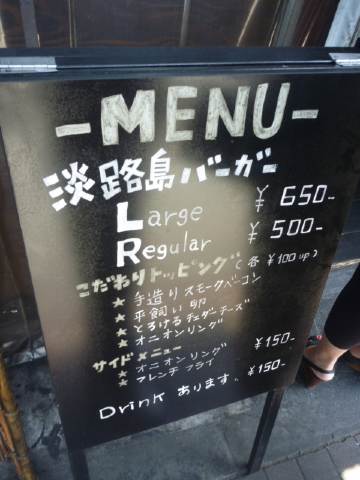 -MENU-
淡路島バーガー
Large ¥650-
Regular ¥500-
こだわりトッピング(各¥100up)
★ 手造りスモークベーコン
★ 平飼い卵
★ とろけるチェダーチーズ
★ オニオンリング
サイドメニュー
★ オニオンリング ¥150-
★ フレンチフライ ¥150-
Drink あります。